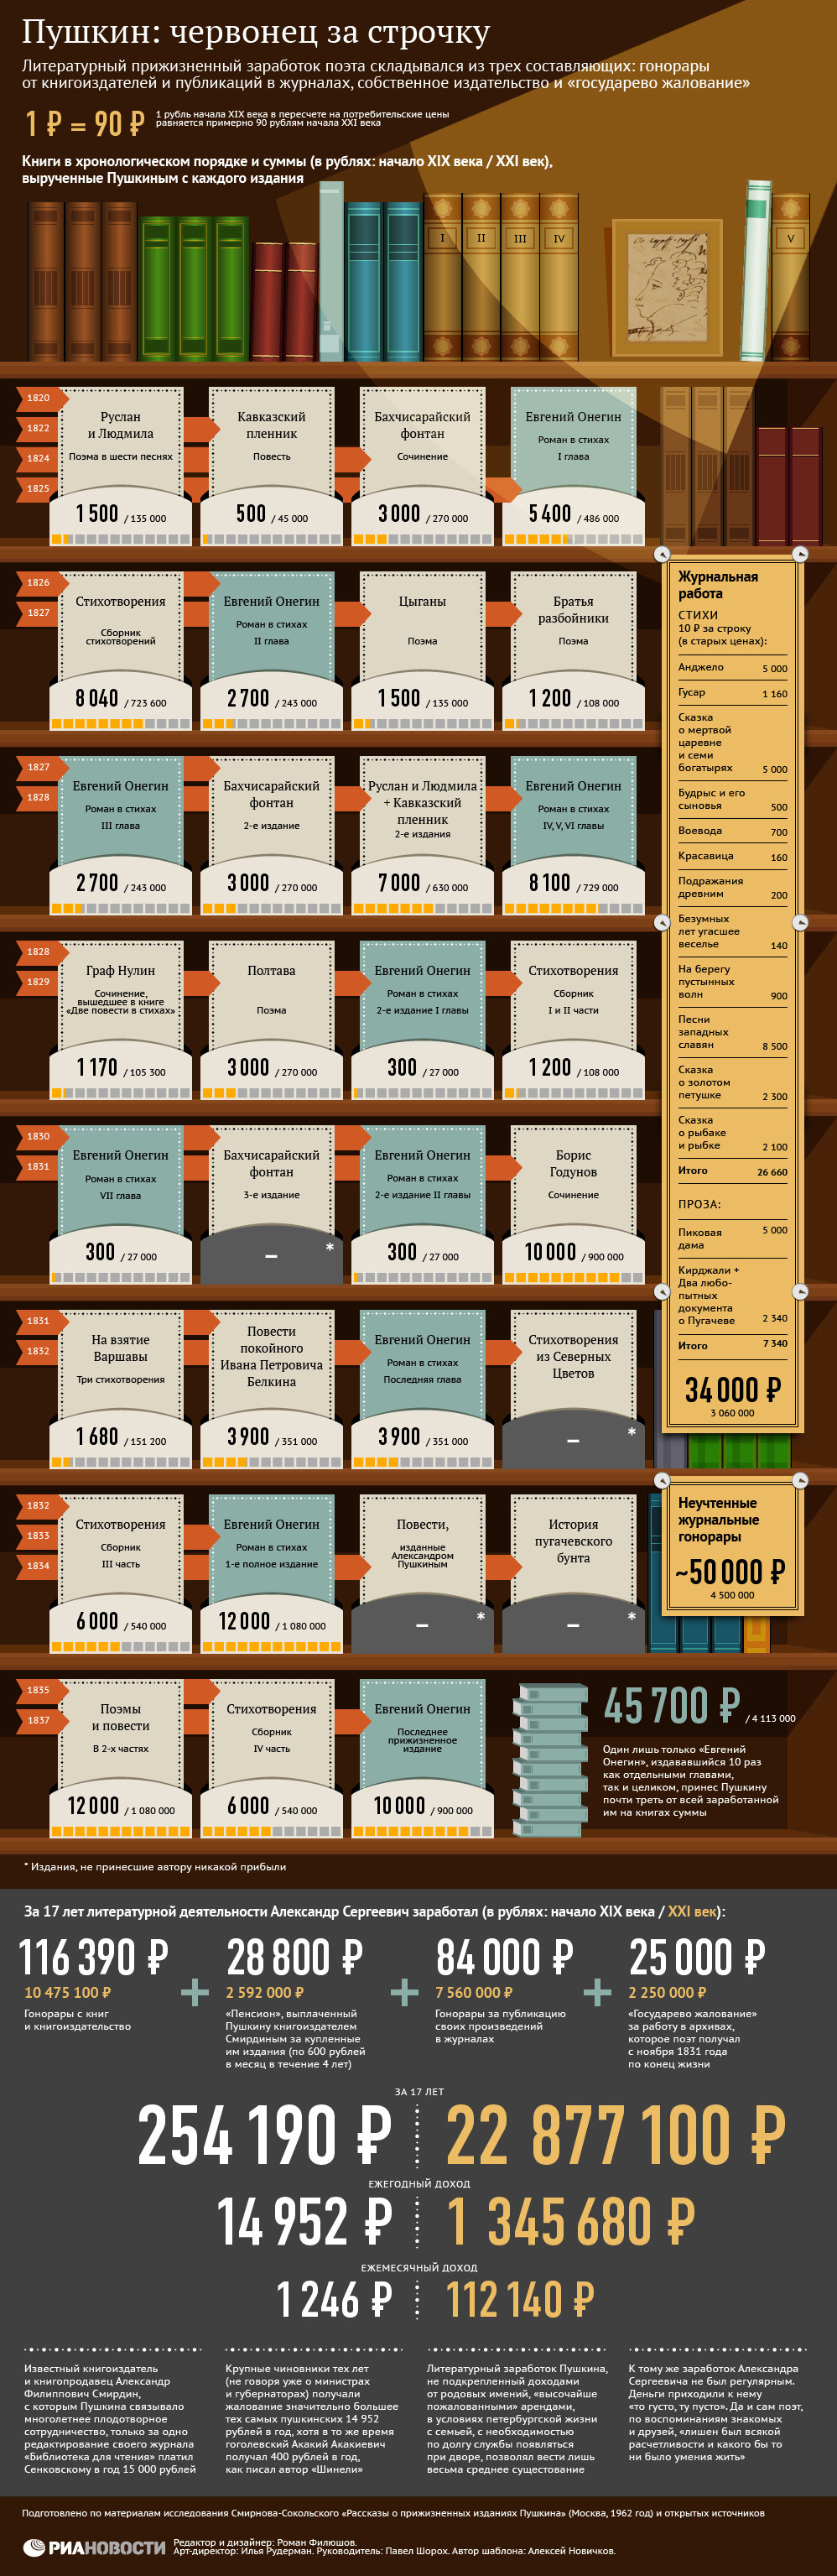 Пушкин: червонец за строчку
Литературный прижизненный заработок поэта складывался из трех составляющих: гонорары
от книгоиздателей и публикаций в журналах, собственное издательство и «государево жалование»
1 ₽ = 90 ₽
1 рубль начала XIX века в пересчете на потребительские цены
равняется примерно 90 рублям начала XXI века
Книги в хронологическом порядке и суммы (в рублях: начало XIX века / XXI век),
вырученные Пушкиным с каждого издания
I
II
III
IV
V
1820
1822
1824
1825
Руслан
и Людмила
Поэма в шести песнях
1 500 / 135 000
Кавказский
пленник
Повесть
500 / 45 000
Бахчисарайский
фонтан
Сочинение
3 000 / 270 000
Евгений Онегин
Роман в стихах
I глава
5 400 / 486 000
1826
1827
Стихотворения
Сборник
стихотворений
8 040 / 723 600
Евгений Онегин
Роман в стихах
II глава
2 700 / 243 000
Цыганы
Поэма
1 500 / 135 000
Братья
разбойники
Поэма
1 200 / 108 000
1827
1828
Евгений Онегин
Роман в стихах
III глава
2 700 / 243 000
Бахчисарайский
фонтан
2-е издание
3 000 / 270 000
Руслан и Людмила
+ Кавказский
пленник
2-е издания
7 000 / 630 000
Евгений Онегин
Роман в стихах
IV, V, VI главы
8 100 / 729 000
1828
1829
Граф Нулин
Сочинение,
вышедшее в книге
«Две повести в стихах»
1 170 / 105 300
Полтава
Поэма
3 000 / 270 000
Евгений Онегин
Роман в стихах
2-е издание I главы
300 / 27 000
Стихотворения
Сборник
I и II части
1 200 / 108 000
1830
1831
Евгений Онегин
Роман в стихах
VII глава
300 / 27 000
Бахчисарайский
фонтан
3-е издание
– *
Евгений Онегин
Роман в стихах
2-е издание II главы
300 / 27 000
Борис
Годунов
Сочинение
10 000 / 900 000
1831
1832
На взятие
Варшавы
Три стихотворения
1 680 / 151 200
Повести
покойного
Ивана Петровича
Белкина
3 900 / 351 000
Евгений Онегин
Роман в стихах
Последняя глава
3 900 / 351 000
Стихотворения
из Северных
Цветов
– *
1832
1833
1834
Стихотворения
Сборник
III часть
6 000 / 540 000
Евгений Онегин
Роман в стихах
1-е полное издание
12 000 / 1 080 000
Повести,
изданные
Александром
Пушкиным
– *
История
пугачевского
бунта
– *
1835
1837
Поэмы
и повести
В 2-х частях
12 000 / 1 080 000
Стихотворения
Сборник
IV часть
6 000 / 540 000
Евгений Онегин
Последнее
прижизненное
издание
10 000 / 900 000
45 700 ₽ / 4 113 000
Один лишь только «Евгений
Онегин», издававшийся 10 раз
как отдельными главами,
так и целиком, принес Пушкину
почти треть от всей заработанной
им на книгах суммы
Журнальная
работа
СТИХИ
10 ₽ за строку
(в старых ценах):
Анджело 5 000
Гусар 1 160
Сказка
о мертвой
царевне
и семи
богатырях 5 000
Будрыс и его
сыновья 500
Воевода 700
Красавица 160
Подражания
древним 200
Безумных
лет угасшее
веселье 140
На берегу
пустынных
волн 900
Песни
западных
славян 8 500
Сказка
о золотом
петушке 2 300
Сказка
о рыбаке
и рыбке 2 100
Итого 26 660
ПРОЗА:
Пиковая
дама 5 000
Кирджали +
Два любо-
пытных
документа
о Пугачеве 2 340
Итого 7 340
34 000 ₽
3 060 000
Неучтенные
журнальные
гонорары
~50 000 ₽
4 500 000
* Издания, не принесшие автору никакой прибыли
За 17 лет литературной деятельности Александр Сергеевич заработал (в рублях: начало XIX века / XXI век):
116 390 ₽
10 475 100 ₽
Гонорары с книг
и книгоиздательство
+
28 800 ₽
2 592 000 ₽
«Пенсион», выплаченный
Пушкину книгоиздателем
Смирдиным за купленные
им издания (по 600 рублей
в месяц в течение 4 лет)
+
84 000 ₽
7 560 000 ₽
Гонорары за публикацию
своих произведений
в журналах
+
25 000 ₽
2 250 000 ₽
«Государево жалование»
за работу в архивах,
которое поэт получал
с ноября 1831 года
по конец жизни
ЗА 17 ЛЕТ
254 190 ₽ 22 877 100 ₽
ЕЖЕГОДНЫЙ ДОХОД
14 952 ₽ 1 345 680 ₽
ЕЖЕМЕСЯЧНЫЙ ДОХОД
1 246 ₽ 112 140 ₽
Известный книгоиздатель
и книгопродавец Александр
Филиппович Смирдин,
с которым Пушкина связывало
многолетнее плодотворное
сотрудничество, только за одно
редактирование своего журнала
«Библиотека для чтения» платил
Сенковскому в год 15 000 рублей
Крупные чиновники тех лет
(не говоря уже о министрах
и губернаторах) получали
жалование значительно большее
тех самых пушкинских 14 952
рублей в год, хотя в то же время
гоголевский Акакий Акакиевич
получал 400 рублей в год,
как писал автор «Шинели»
Литературный заработок Пушкина,
не подкрепленный доходами
от родовых имений, «высочайше
пожалованными» арендами,
в условиях петербургской жизни
с семьей, с необходимостью
по долгу службы появляться
при дворе, позволял вести лишь
весьма среднее сущестование
К тому же заработок Александра
Сергеевича не был регулярным.
Деньги приходили к нему
«то густо, ту пусто». Да и сам поэт,
по воспоминаниям знакомых
и друзей, «лишен был всякой
расчетливости и какого бы то
ни было умения жить»
Подготовлено по материалам исследования Смирнова-Сокольского «Рассказы о прижизненных изданиях Пушкина» (Москва, 1962 год) и открытых источников
РИАНОВОСТИ
Редактор и дизайнер: Роман Филюшов.
Арт-директор: Илья Рудерман. Руководитель: Павел Шорох. Автор шаблона: Алексей Новичков.